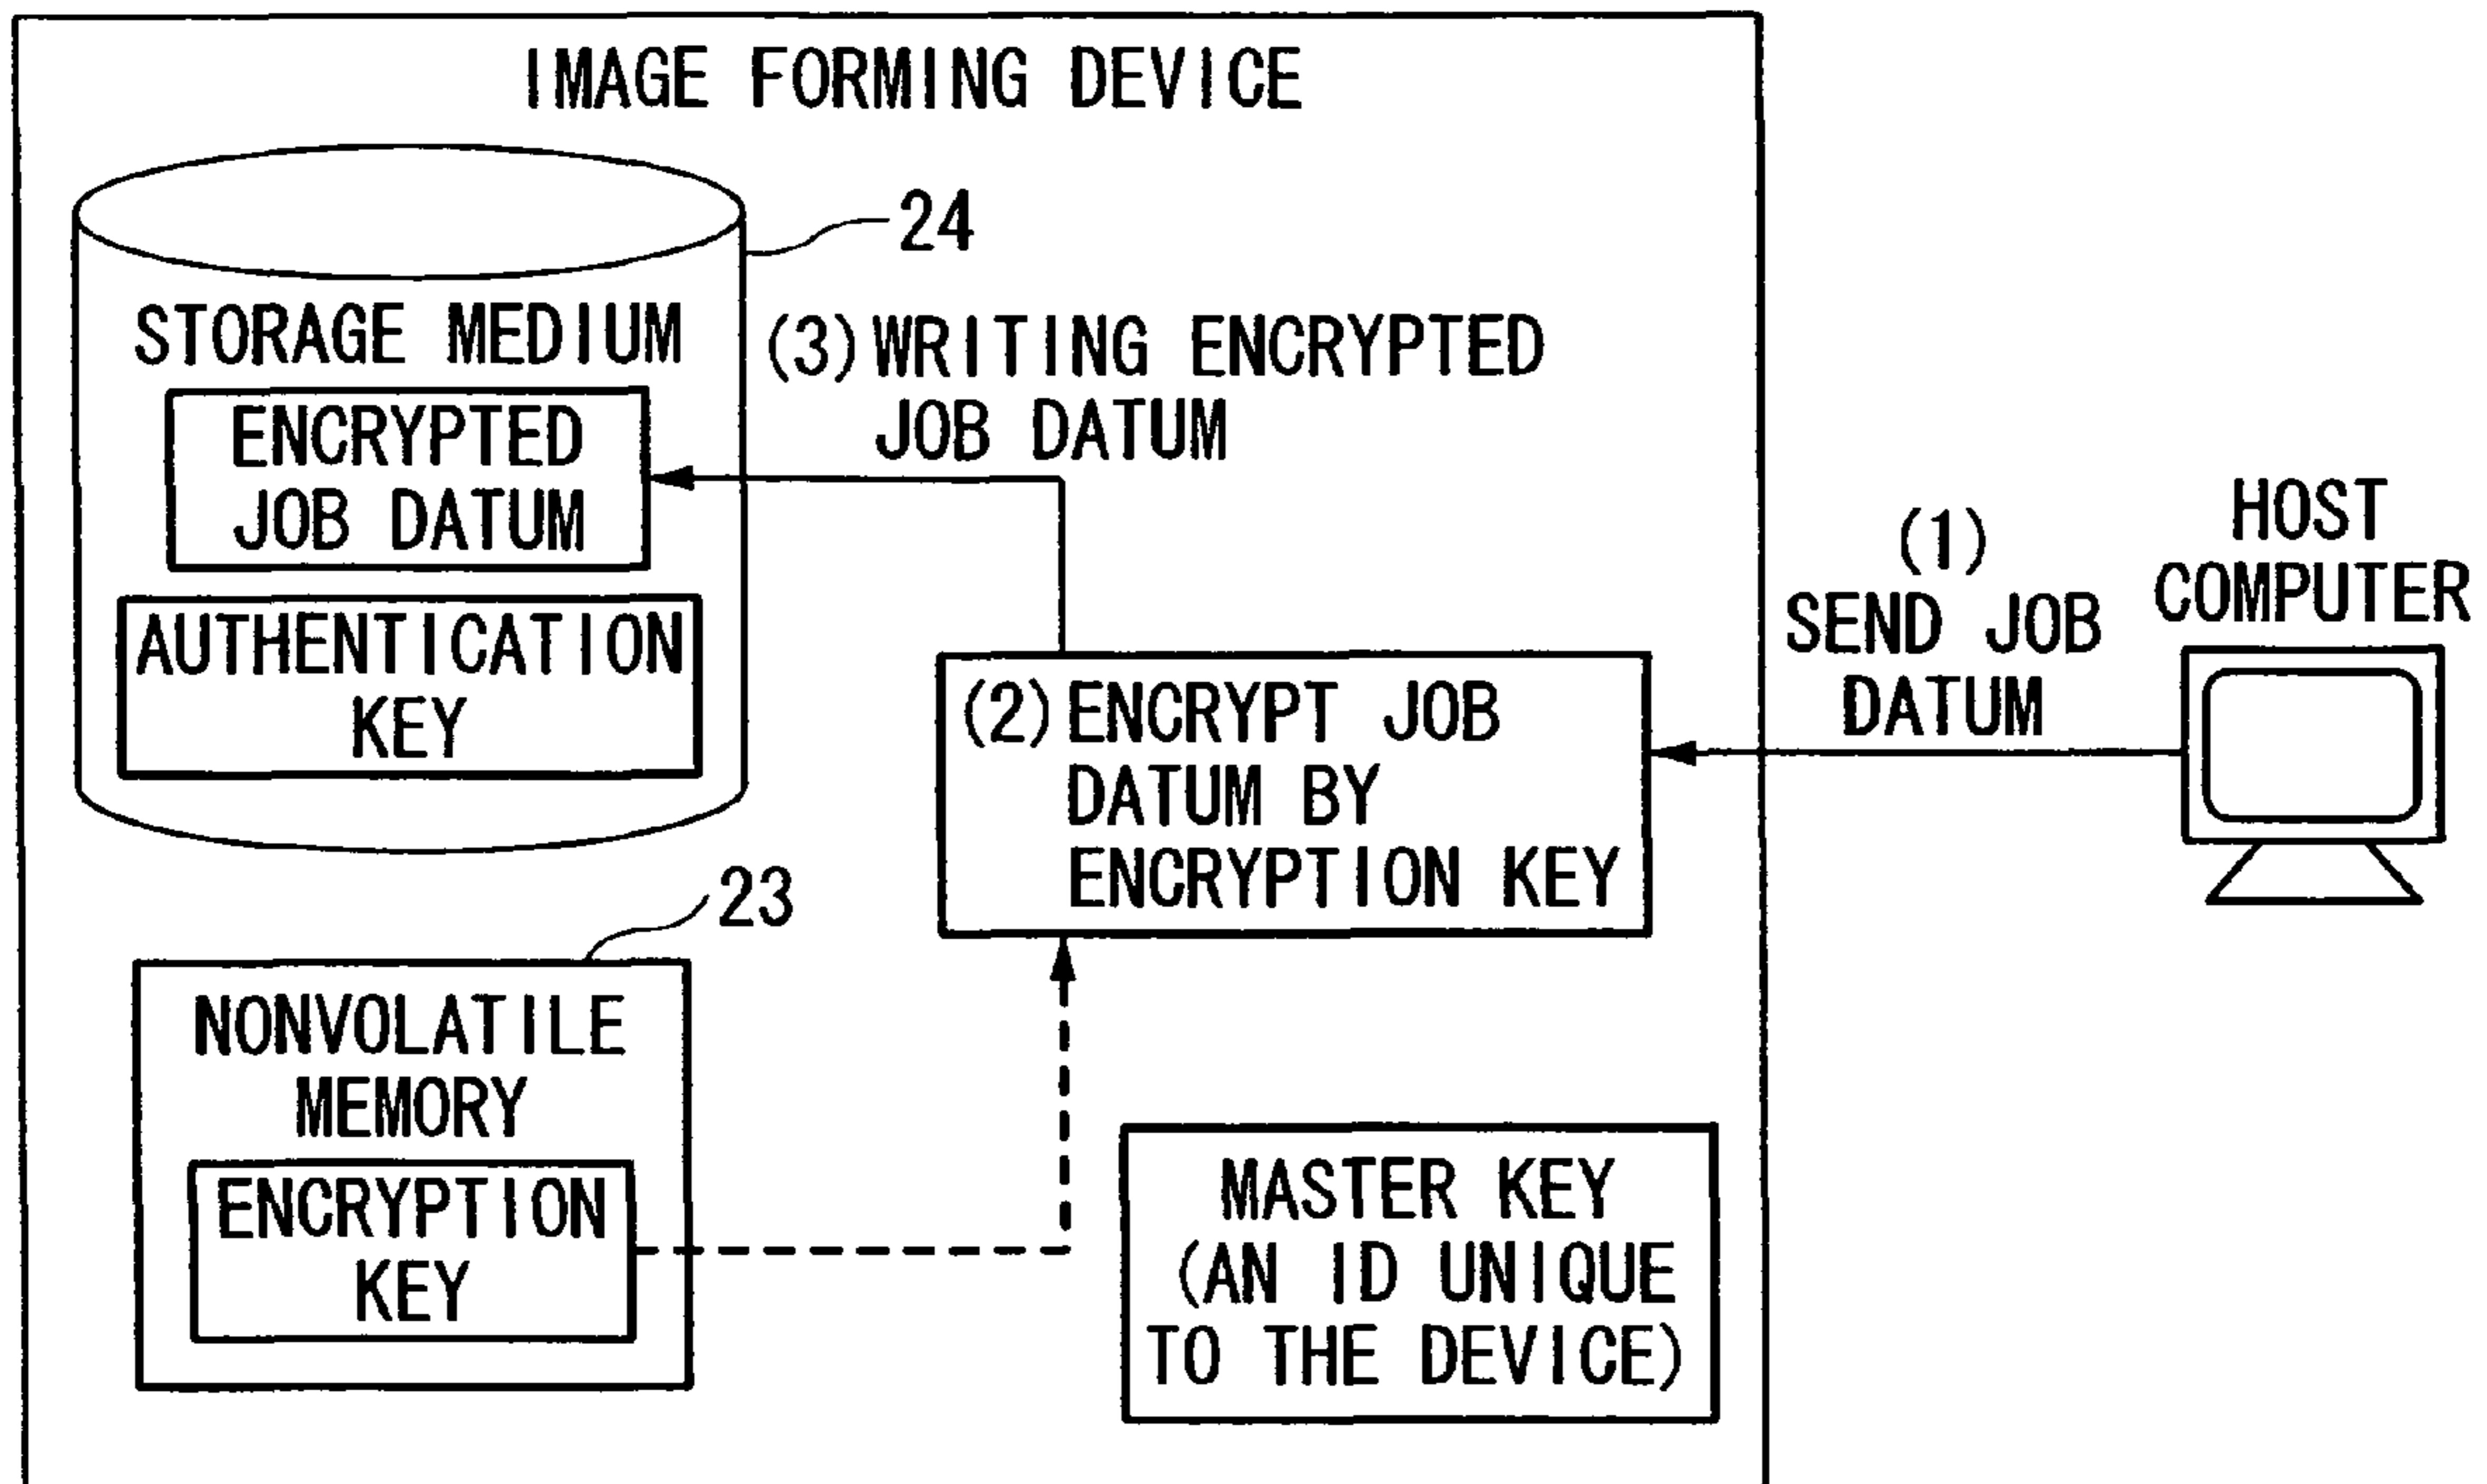 IMAGE FORMING DEVICE
24
STORAGE MEDIUM
(3) WRITING ENCRYPTED
JOB DATUM
ENCRYPTED
JOB DATUM
AUTHENTICATION
KEY
(2) ENCRYPT JOB
DATUM BY
ENCRYPTION KEY
(1)
SEND JOB
DATUM
HOST
COMPUTER
23
NONVOLATILE
MEMORY
ENCRYPTION
KEY
MASTER KEY
(AN ID UNIQUE
TO THE DEVICE)